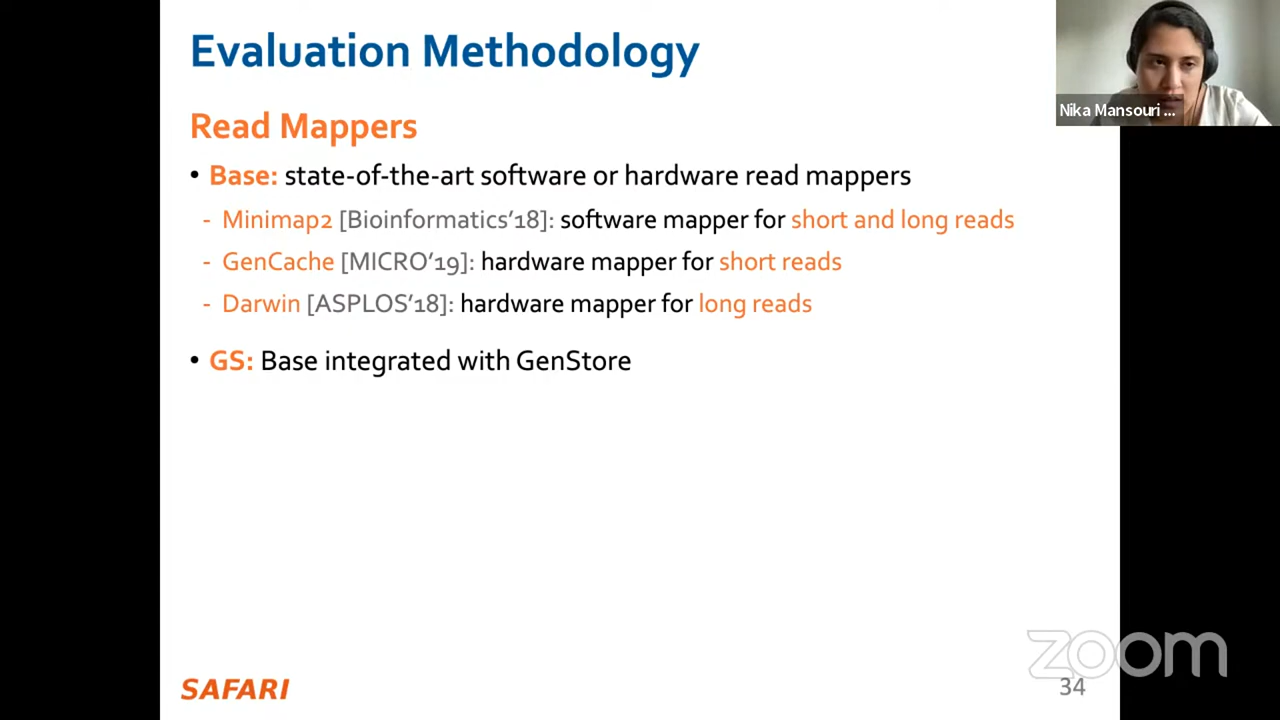 Evaluation Methodology
Nika Mansouri ...
Read Mappers
• Base: state-of-the-art software or hardware read mappers
- Minimap2 [Bioinformatics’18]: software mapper for short and long reads
- GenCache [MICRO’19]: hardware mapper for short reads
- Darwin [ASPLOS’18]: hardware mapper for long reads
• GS: Base integrated with GenStore
zoom
SAFARI
34